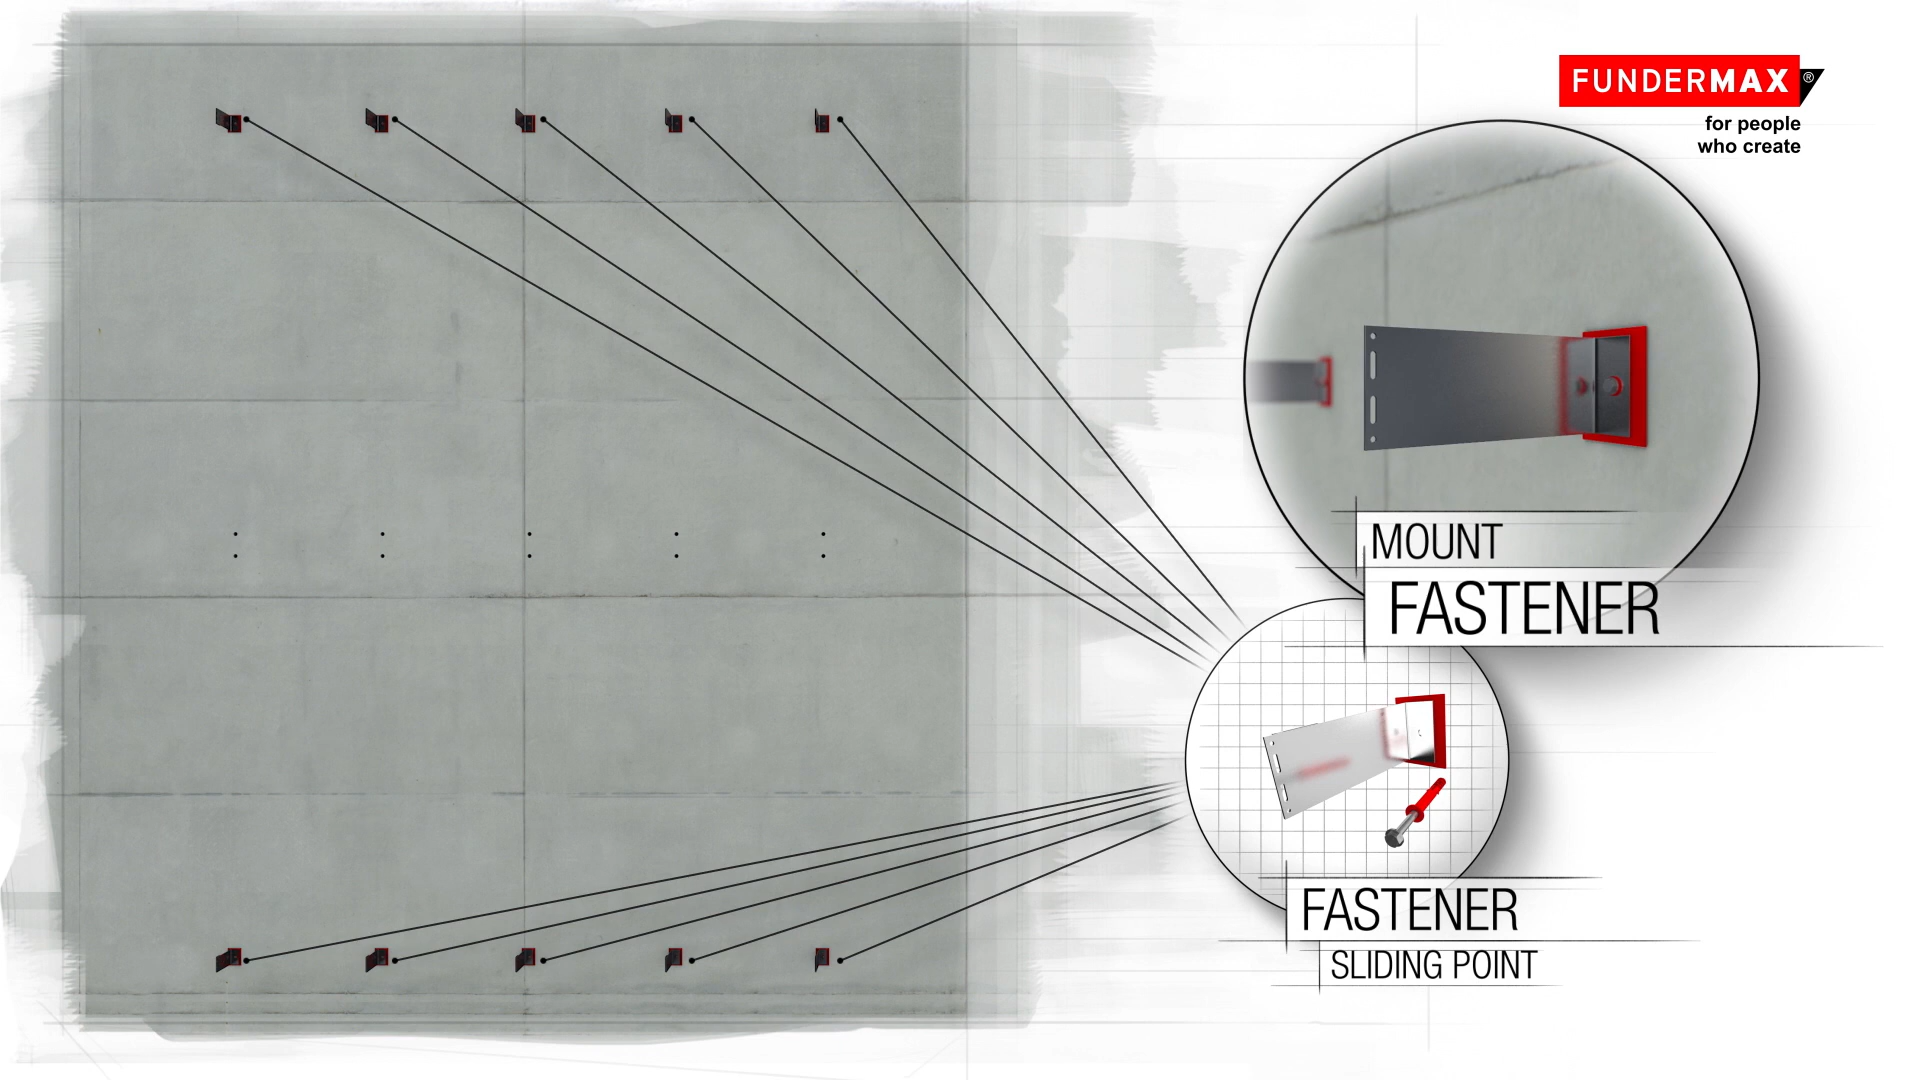 FUNDERMAX®
for people
who create
MOUNT
FASTENER
FASTENER
SLIDING POINT